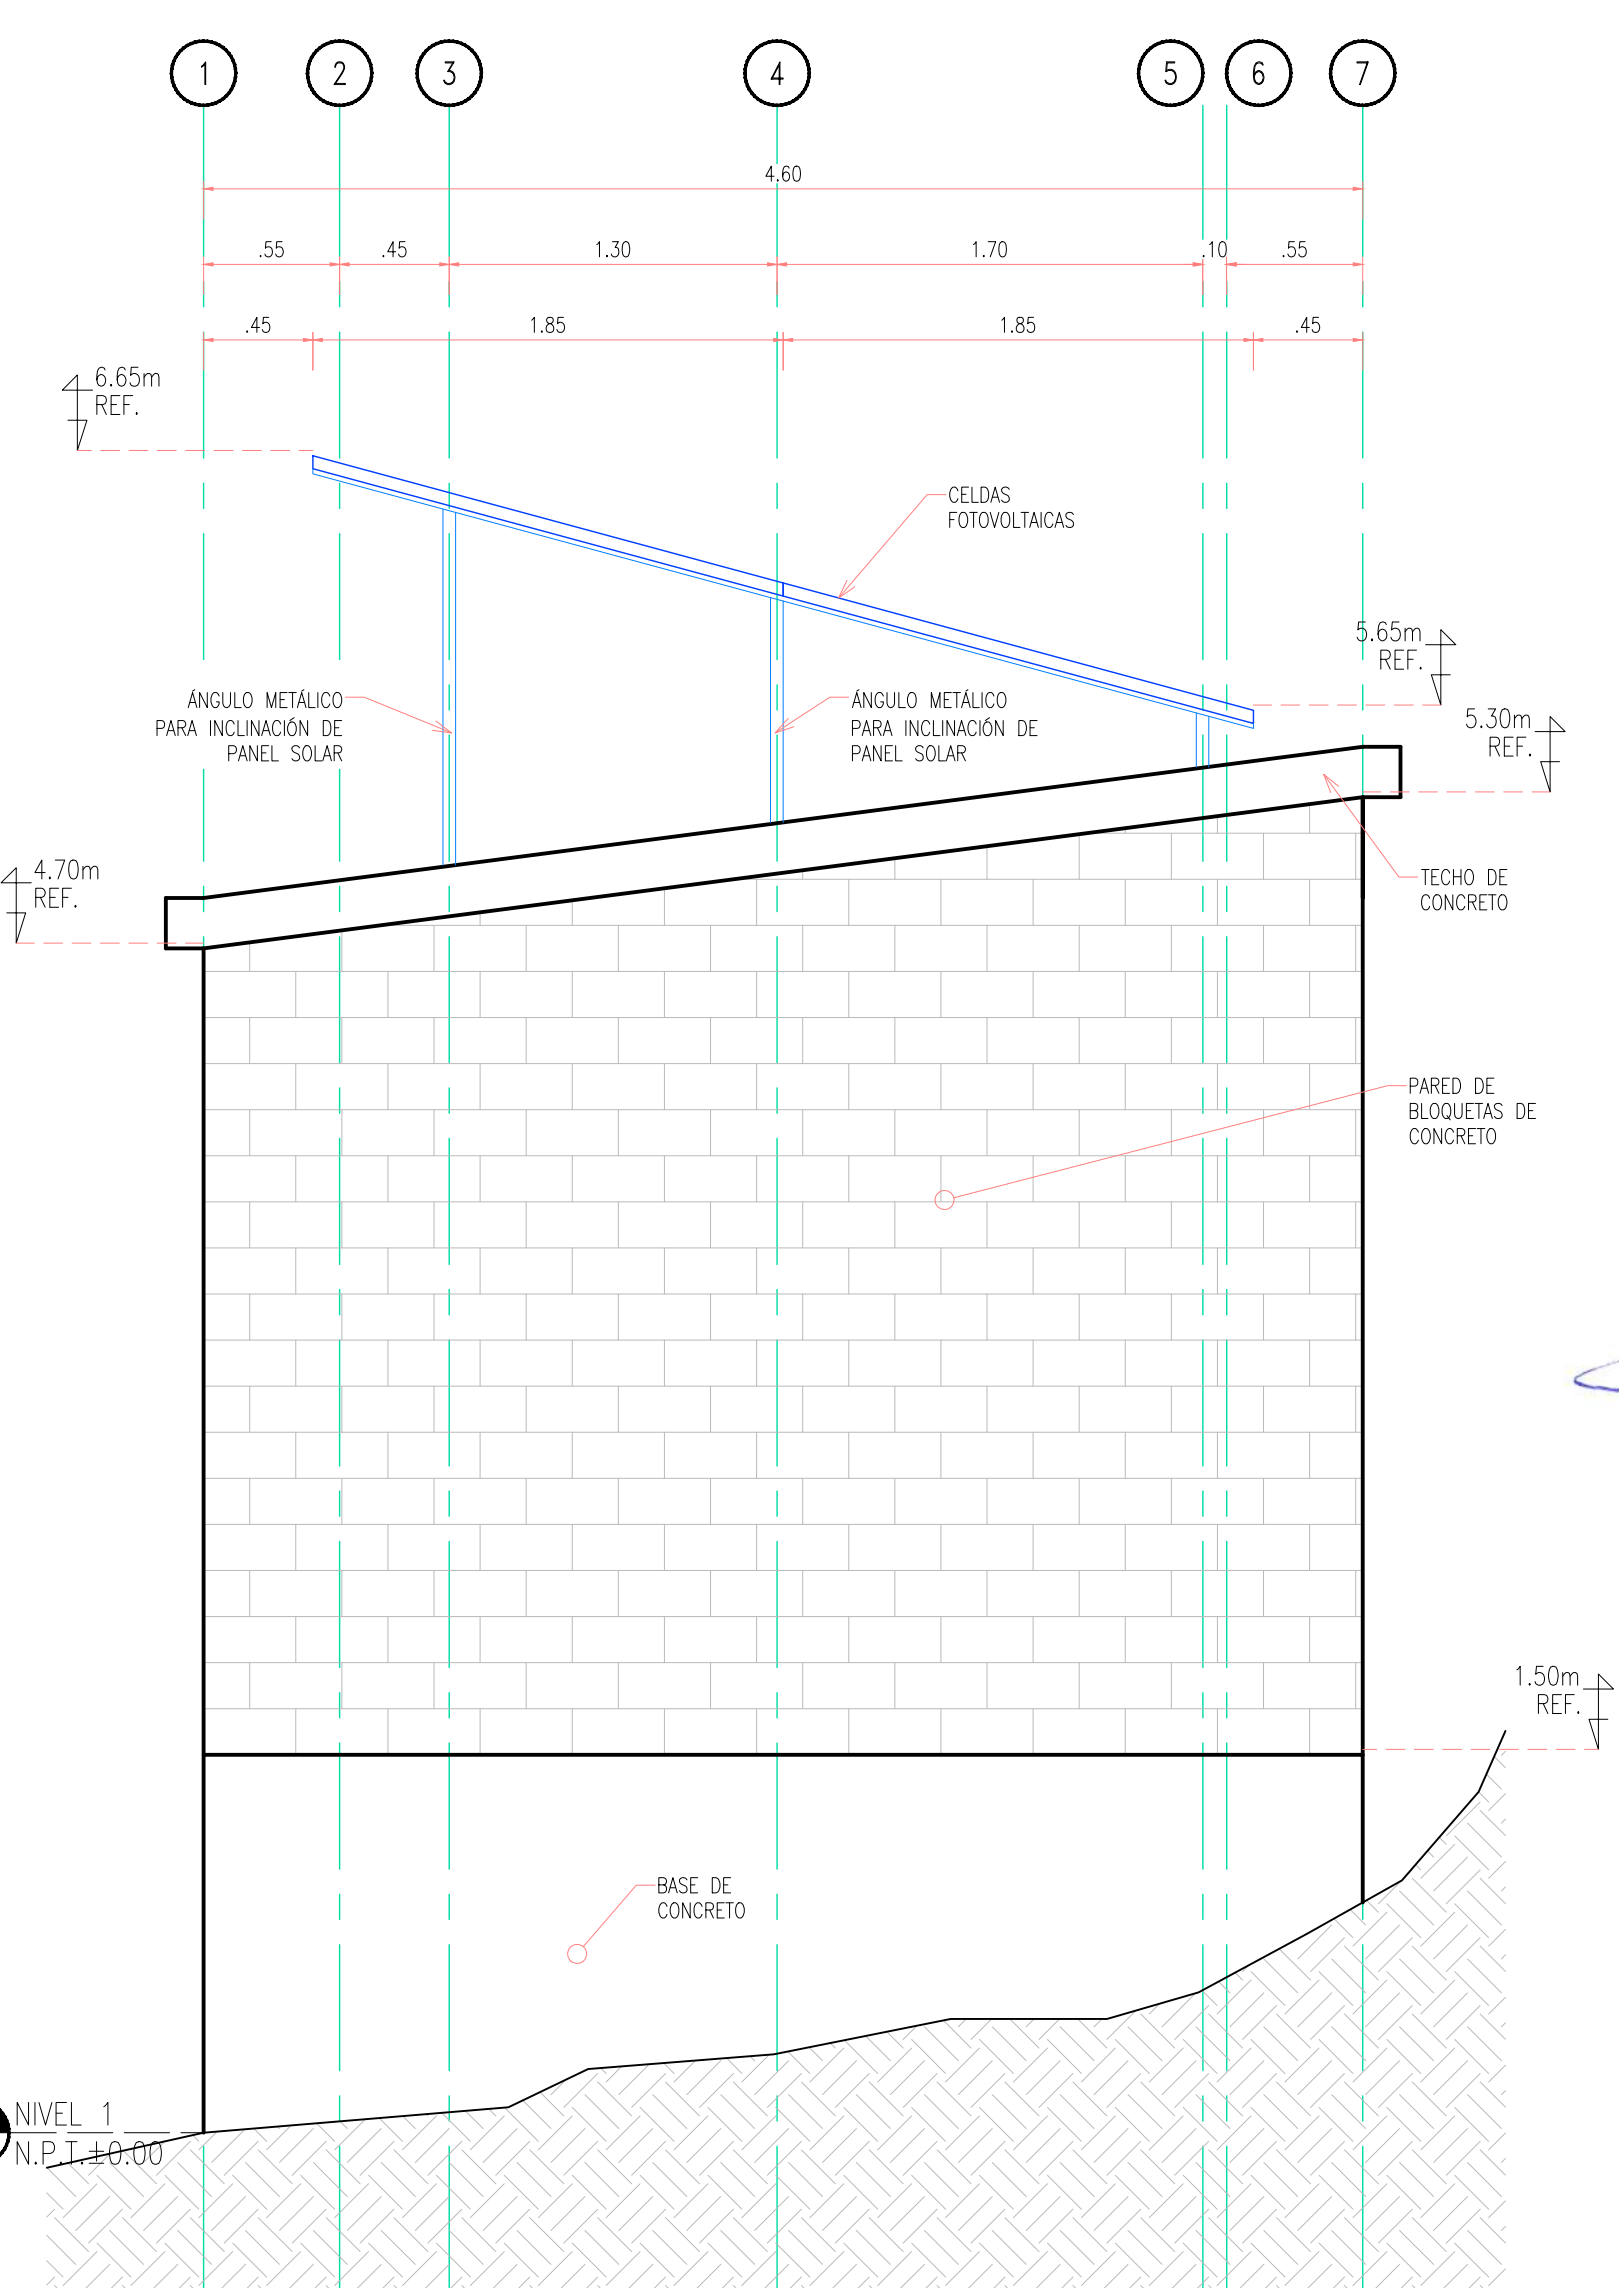 1 2 3 4 5 6 7
4.60
.55 .45 1.30 1.70 .10 .55
.45 1.85 1.85 .45
6.65m
REF.
CELDAS
FOTOVOLTAICAS
5.65m
REF.
ÁNGULO METÁLICO
PARA INCLINACIÓN DE
PANEL SOLAR
ÁNGULO METÁLICO
PARA INCLINACIÓN DE
PANEL SOLAR
5.30m
REF.
4.70m
REF.
TECHO DE
CONCRETO
PARED DE
BLOQUETAS DE
CONCRETO
1.50m
REF.
BASE DE
CONCRETO
NIVEL 1
N.P.T.±0.00